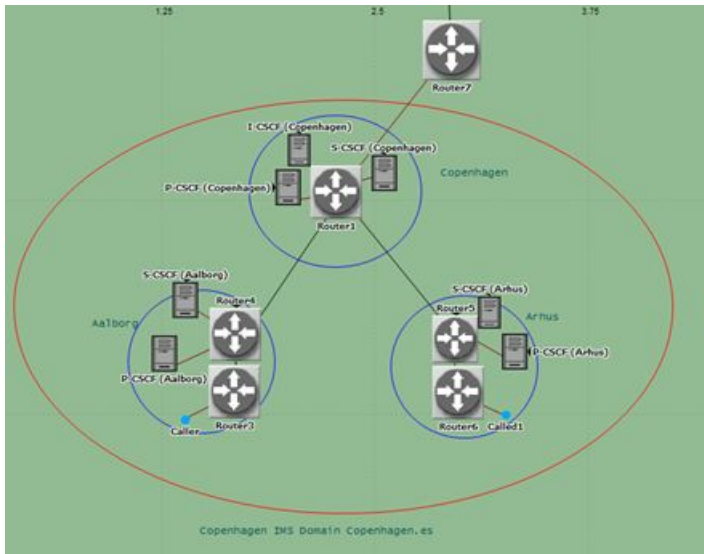 1.25
2.5
3.75
Router7
I-CSCF (Copenhagen)
S-CSCF (Copenhagen)
Copenhagen
P-CSCF (Copenhagen)
Router1
S-CSCF (Aalborg)
S-CSCF (Arhus)
Router4
Router5
Aalborg
Arhus
P-CSCF (Arhus)
P-CSCF (Aalborg)
Caller
Router3
Router6
Called1
Copenhagen IMS Domain Copenhagen.es